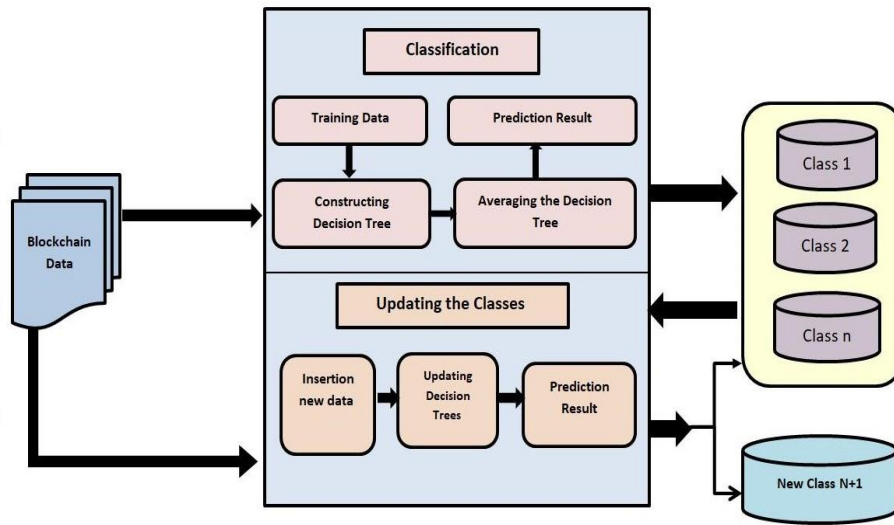 Classification
Training Data
Prediction Result
Constructing
Decision Tree
Averaging the Decision
Tree
Blockchain
Data
Updating the Classes
Insertion
new data
Updating
Decision
Trees
Prediction
Result
Class 1
Class 2
Class n
New Class N+1